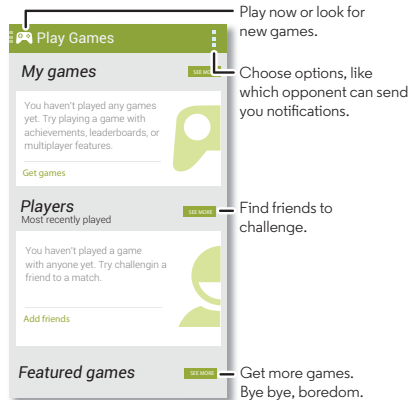 Play now or look for
new games.
Play Games
Choose options, like
which opponent can send
you notifications.
My games
SEE MORE
You haven't played any games
yet. Try playing a game with
achievements, leaderboards, or
multiplayer features.
Get games
Players
Most recently played
SEE MORE
Find friends to
challenge.
You haven't played a game
with anyone yet. Try challengin a
friend to a match.
Add friends
Featured games
SEE MORE
Get more games.
Bye bye, boredom.